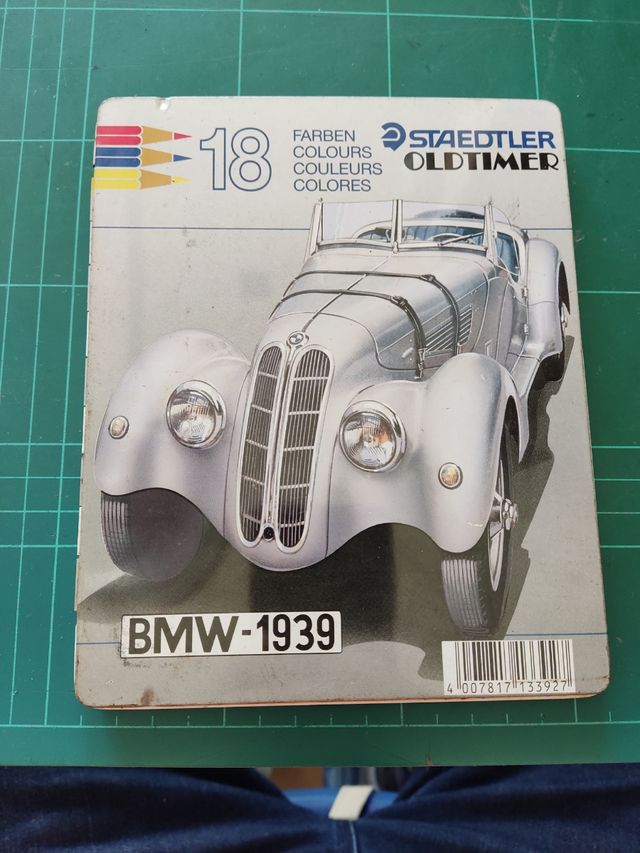 18
FARBEN
COLOURS
COULEURS
COLORES
STAEDTLER
OLDTIMER
BMW-1939
4 007817 133927